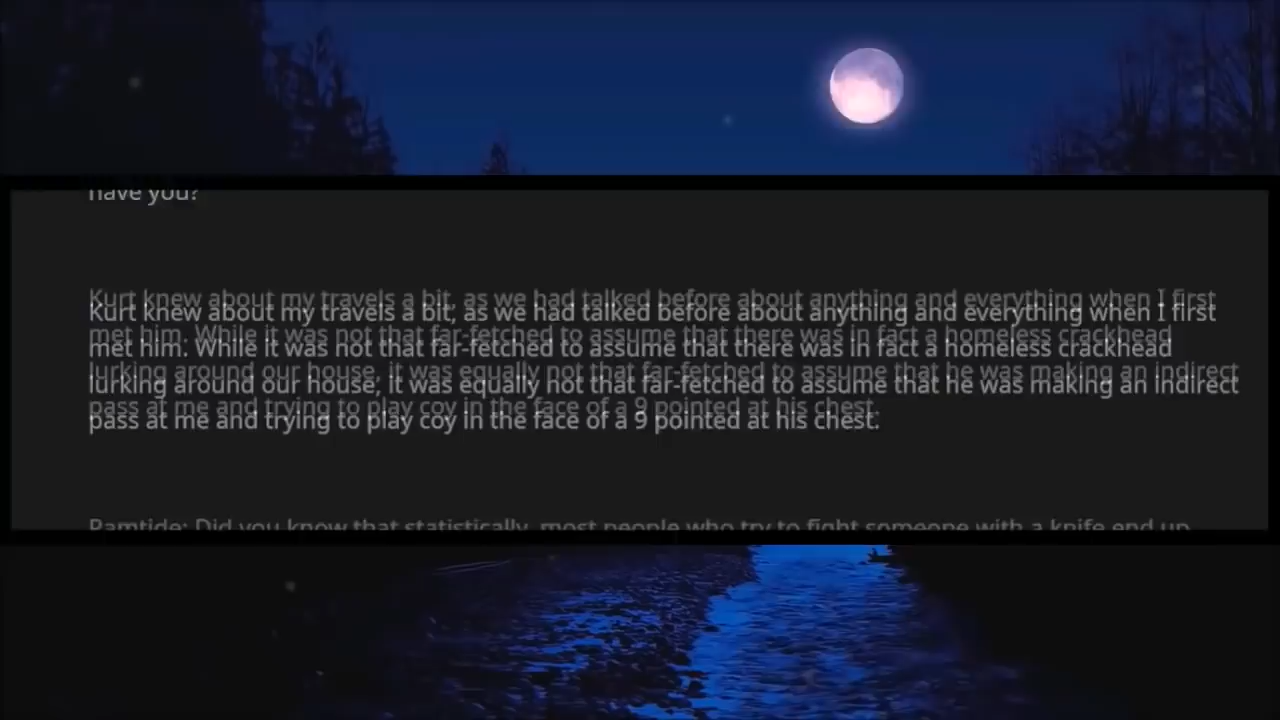 have you?
Kurt knew about my travels a bit, as we had talked before about anything and everything when I first
met him. While it was not that far-fetched to assume that there was in fact a homeless crackhead
lurking around our house, it was equally not that far-fetched to assume that he was making an indirect
pass at me and trying to play coy in the face of a 9 pointed at his chest.
Ramtide: Did you know that statistically, most people who try to fight someone with a knife end up